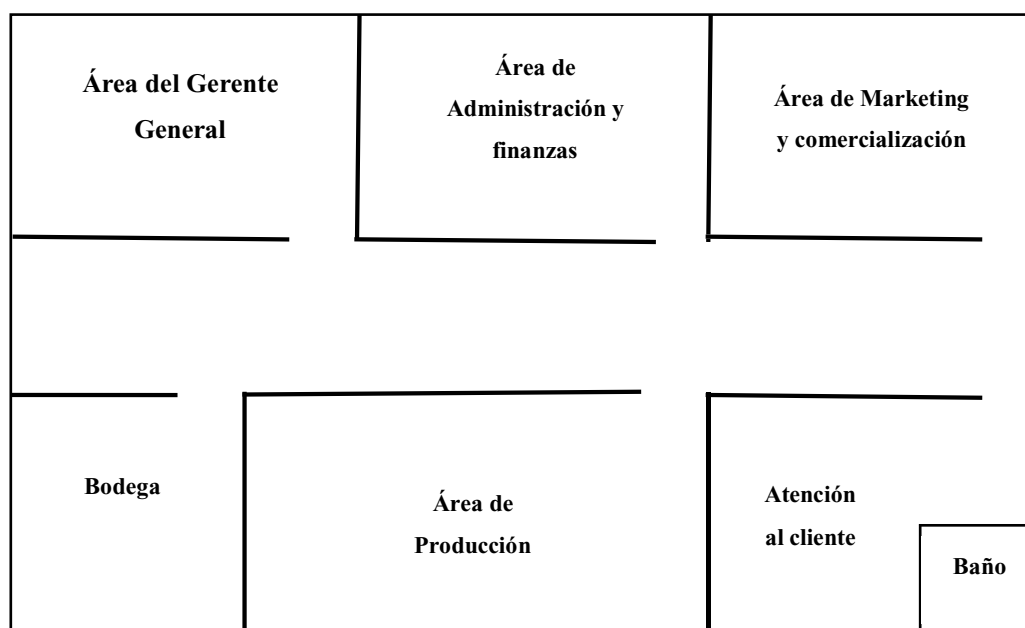 Área del Gerente
General
Área de
Administración y
finanzas
Área de Marketing
y comercialización
Bodega
Área de
Producción
Atención
al cliente
Baño